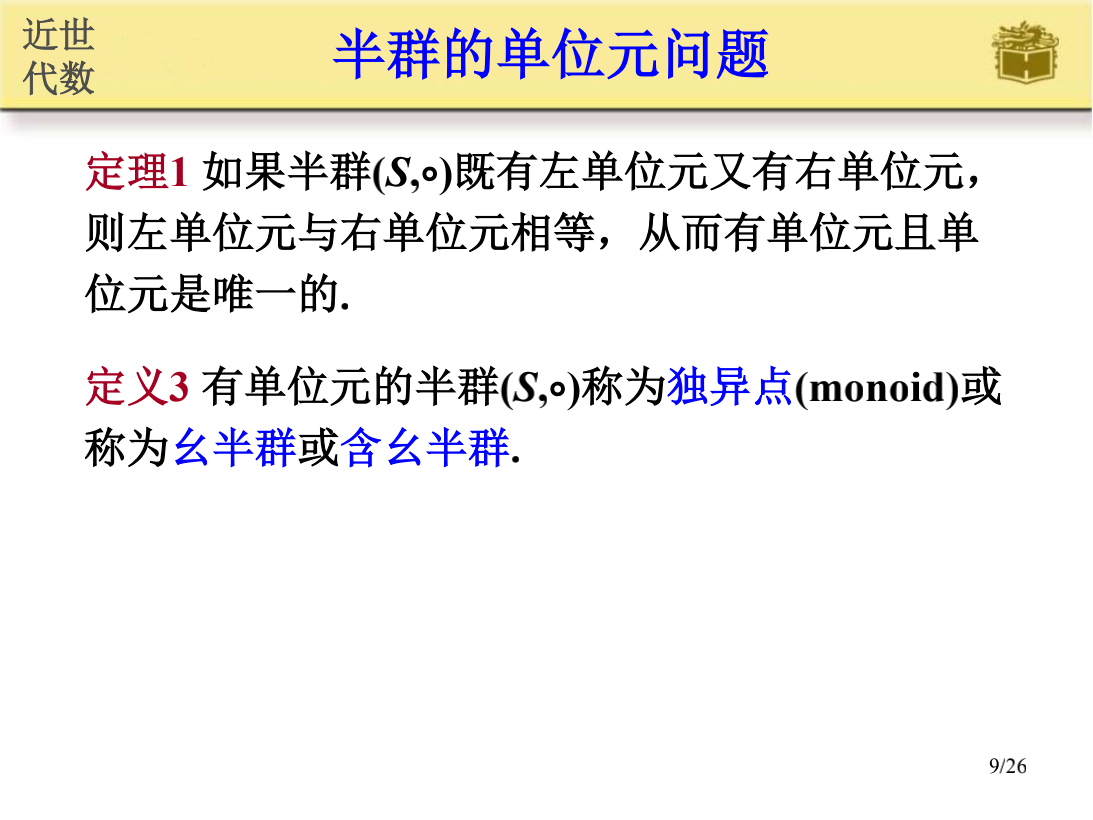 近世
代数
半群的单位元问题
定理1 如果半群(S,∘)既有左单位元又有右单位元，
则左单位元与右单位元相等，从而有单位元且单
位元是唯一的.
定义3 有单位元的半群(S,∘)称为独异点(monoid)或
称为幺半群或含幺半群.
9/26